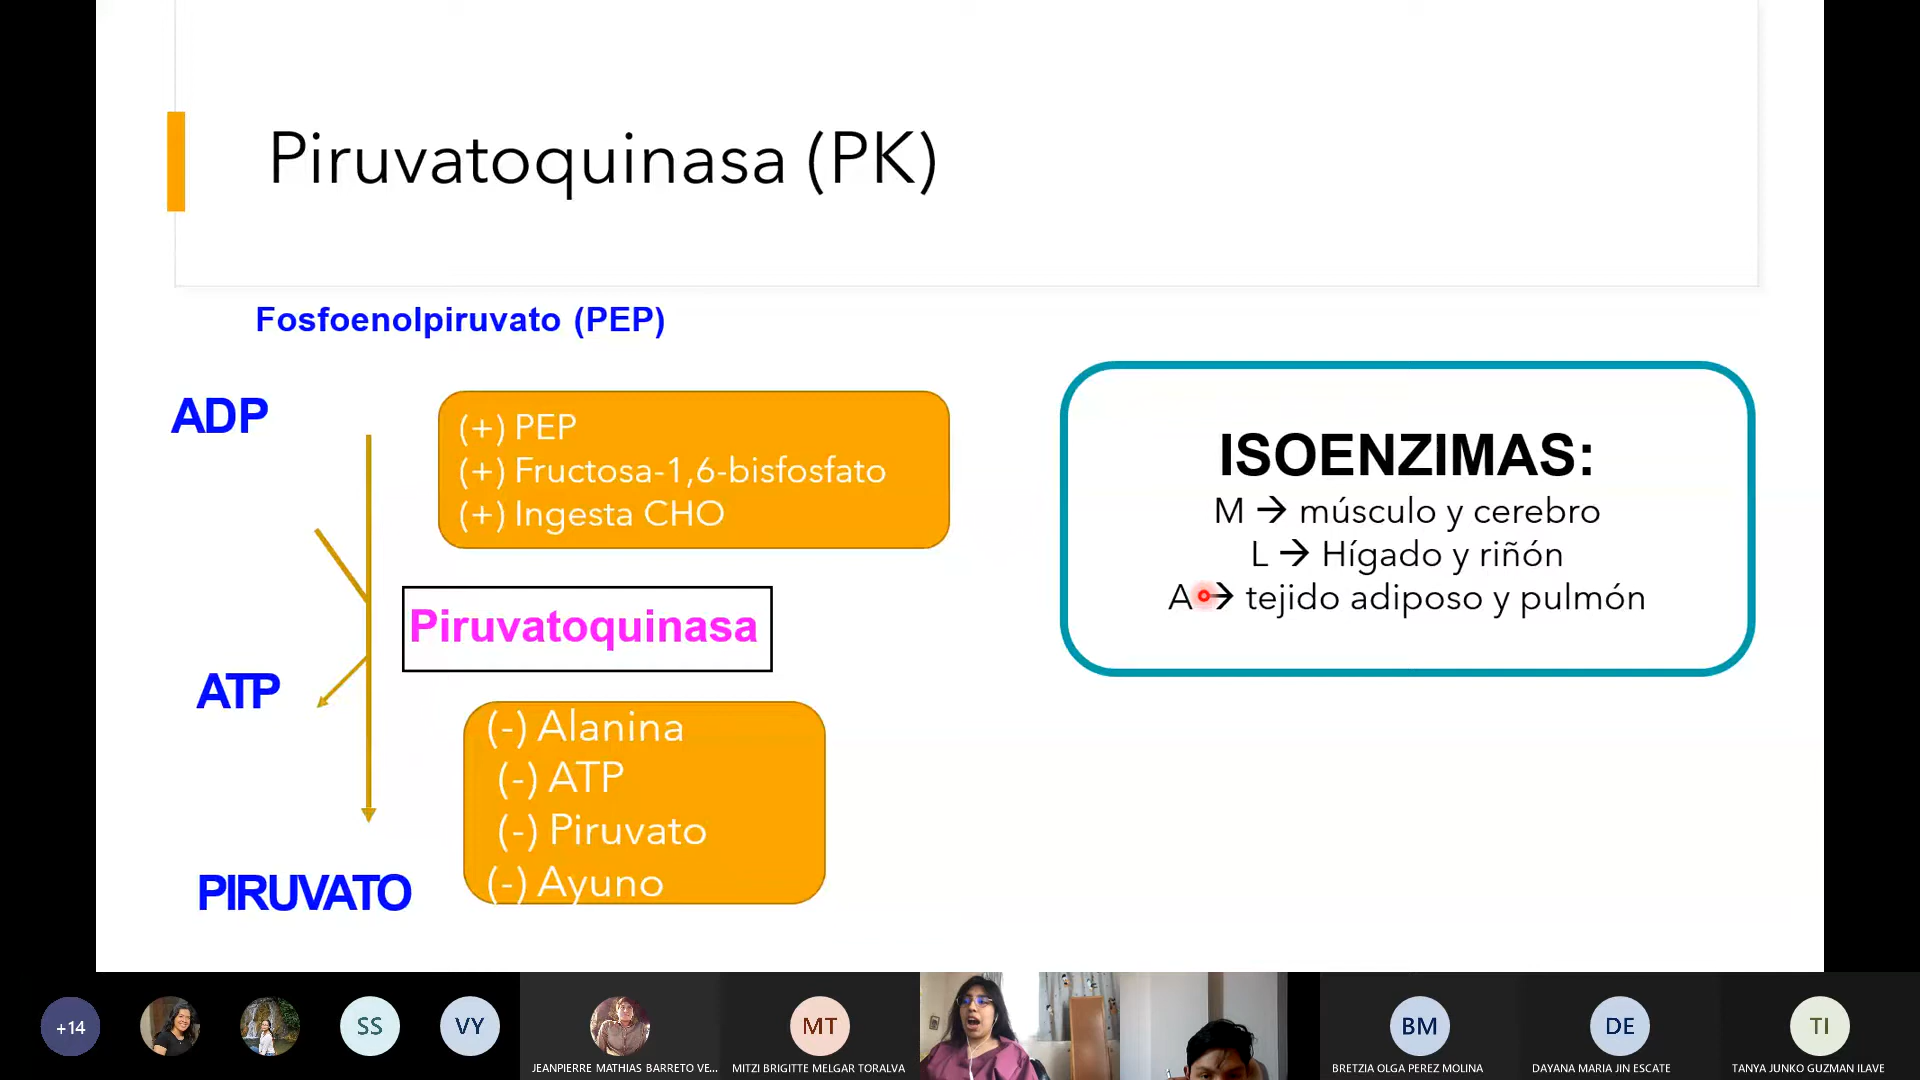 Piruvatoquinasa (PK)
Fosfoenolpiruvato (PEP)
ADP
(+) PEP
(+) Fructosa-1,6-bisfosfato
(+) Ingesta CHO
Piruvatoquinasa
ATP
(-) Alanina
(-) ATP
(-) Piruvato
(-) Ayuno
PIRUVATO
ISOENZIMAS:
M → músculo y cerebro
L → Hígado y riñón
A → tejido adiposo y pulmón
+14
SS
VY
JEANPIERRE MATHIAS BARRETO VE...
MT
MITZI BRIGITTE MELGAR TORALVA
BM
BRETZIA OLGA PEREZ MOLINA
DE
DAYANA MARIA JIN ESCATE
TI
TANYA JUNKO GUZMAN ILAVE